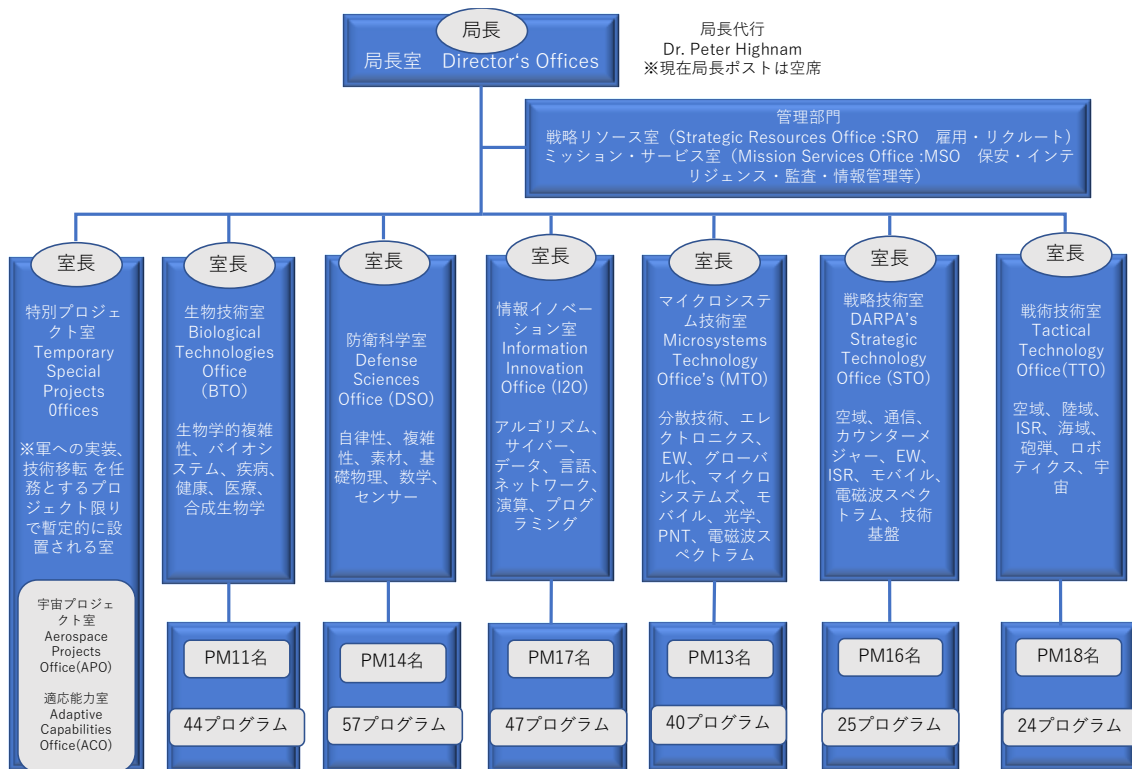 局長
局長室　Director's Offices
局長代行
Dr. Peter Highnam
※現在局長ポストは空席
管理部門
戦略リソース室（Strategic Resources Office :SRO　雇用・リクルート）
ミッション・サービス室（Mission Services Office :MSO　保安・インテ
リジェンス・監査・情報管理等）
室長
特別プロジェ
クト室
Temporary
Special
Projects
0ffices
※軍への実装、
技術移転 を任
務とするプロ
ジェクト限り
で暫定的に設
置される室
宇宙プロジェ
クト室
Aerospace
Projects
Office(APO)
適応能力室
Adaptive
Capabilities
Office(ACO)
室長
生物技術室
Biological
Technologies
Office
(BTO)
生物学的複雑
性、バイオシ
ステム、疾病、
健康、医療、
合成生物学
PM11名
44プログラム
室長
防衛科学室
Defense
Sciences
Office (DSO)
自律性、複雑
性、素材、基
礎物理、数学、
センサー
PM14名
57プログラム
室長
情報イノベー
ション室
Information
Innovation
Office (I2O)
アルゴリズム、
サイバー、
データ、言語、
ネットワーク、
演算、プログ
ラミング
PM17名
47プログラム
室長
マイクロシステ
ム技術室
Microsystems
Technology
Office's (MTO)
分散技術、エレ
クトロニクス、
EW、グローバ
ル化、マイクロ
システムズ、モ
バイル、光学、
PNT、電磁波ス
ペクトラム
PM13名
40プログラム
室長
戦略技術室
DARPA's
Strategic
Technology
Office (STO)
空域、通信、
カウンターメ
ジャー、EW、
ISR、モバイル、
電磁波スペク
トラム、技術
基盤
PM16名
25プログラム
室長
戦術技術室
Tactical
Technology
Office(TTO)
空域、陸域、
ISR、海域、
砲弾、ロボ
ティクス、宇
宙
PM18名
24プログラム